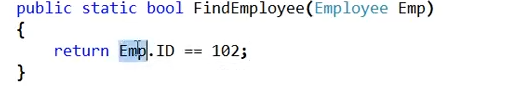 public static bool FindEmployee(Employee Emp)
{
return Emp.ID == 102;
}